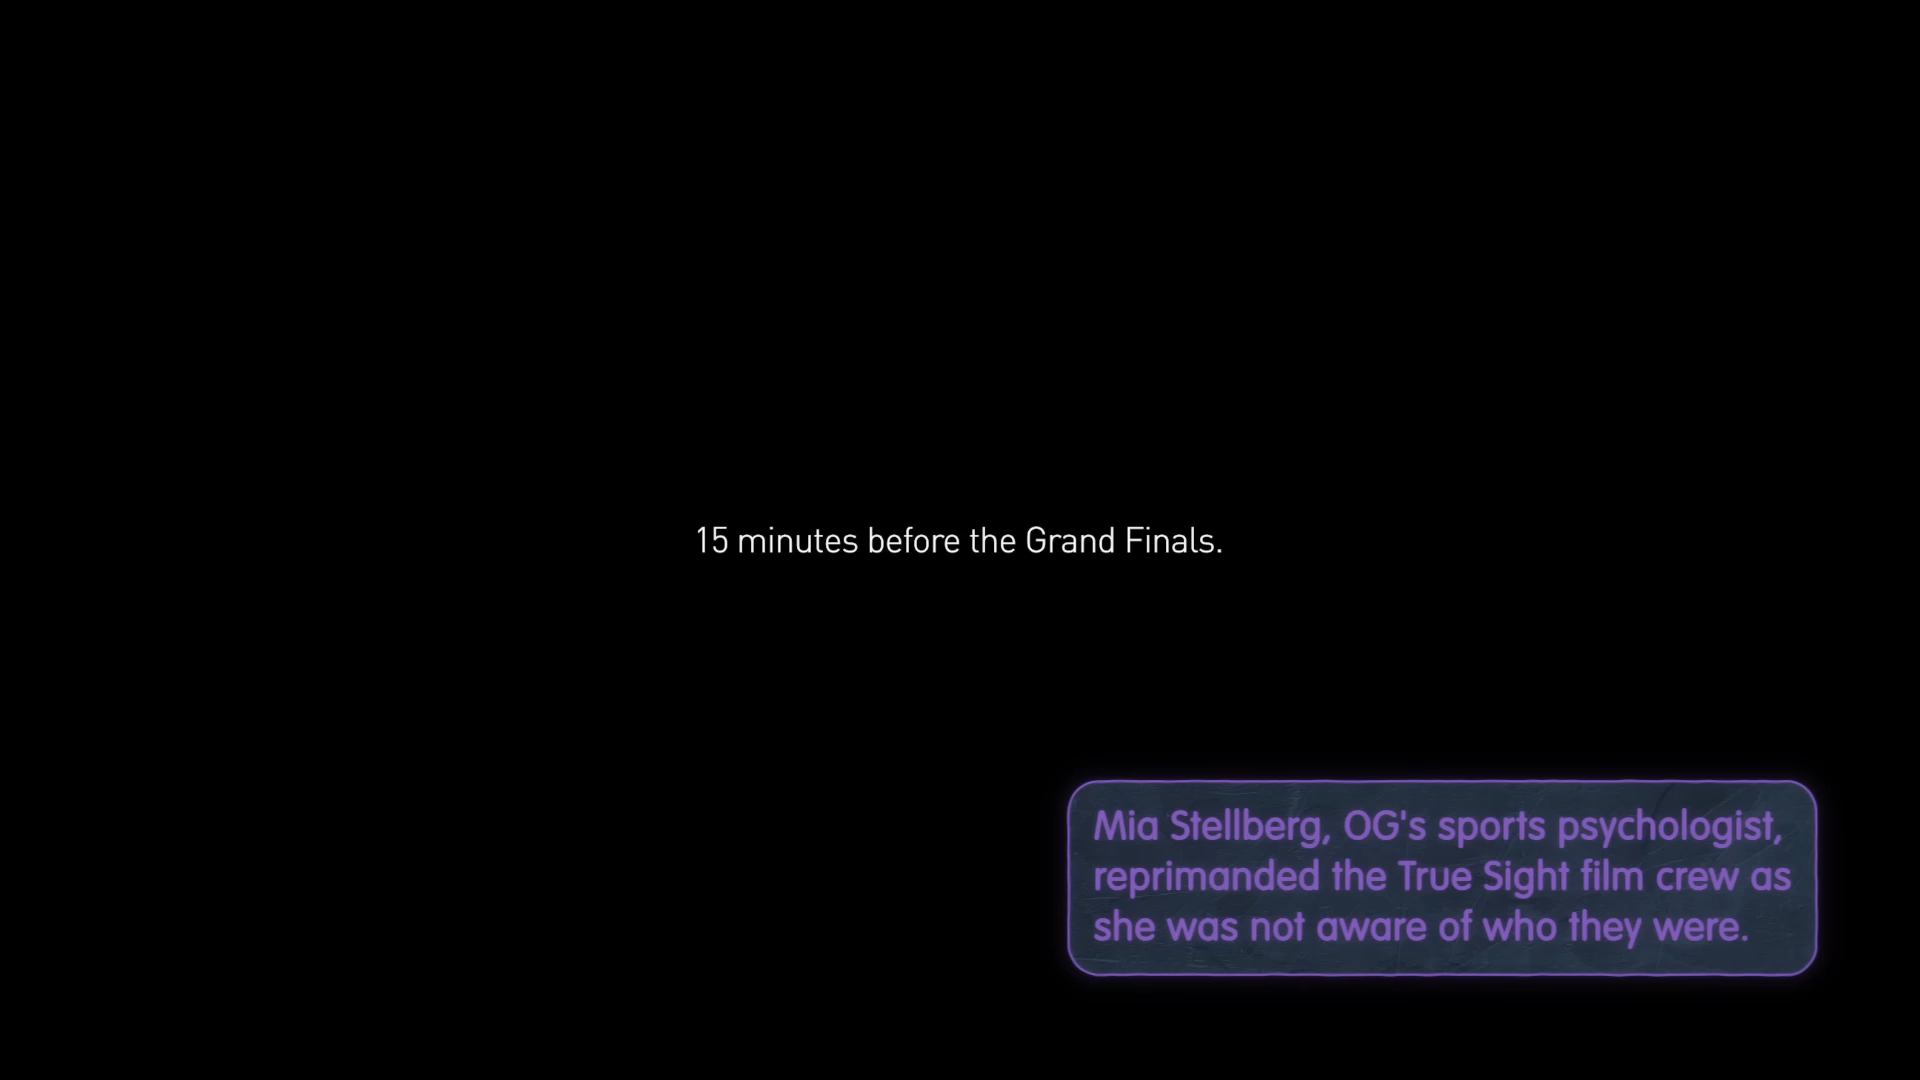 15 minutes before the Grand Finals.
Mia Stellberg, OG's sports psychologist,
reprimanded the True Sight film crew as
she was not aware of who they were.